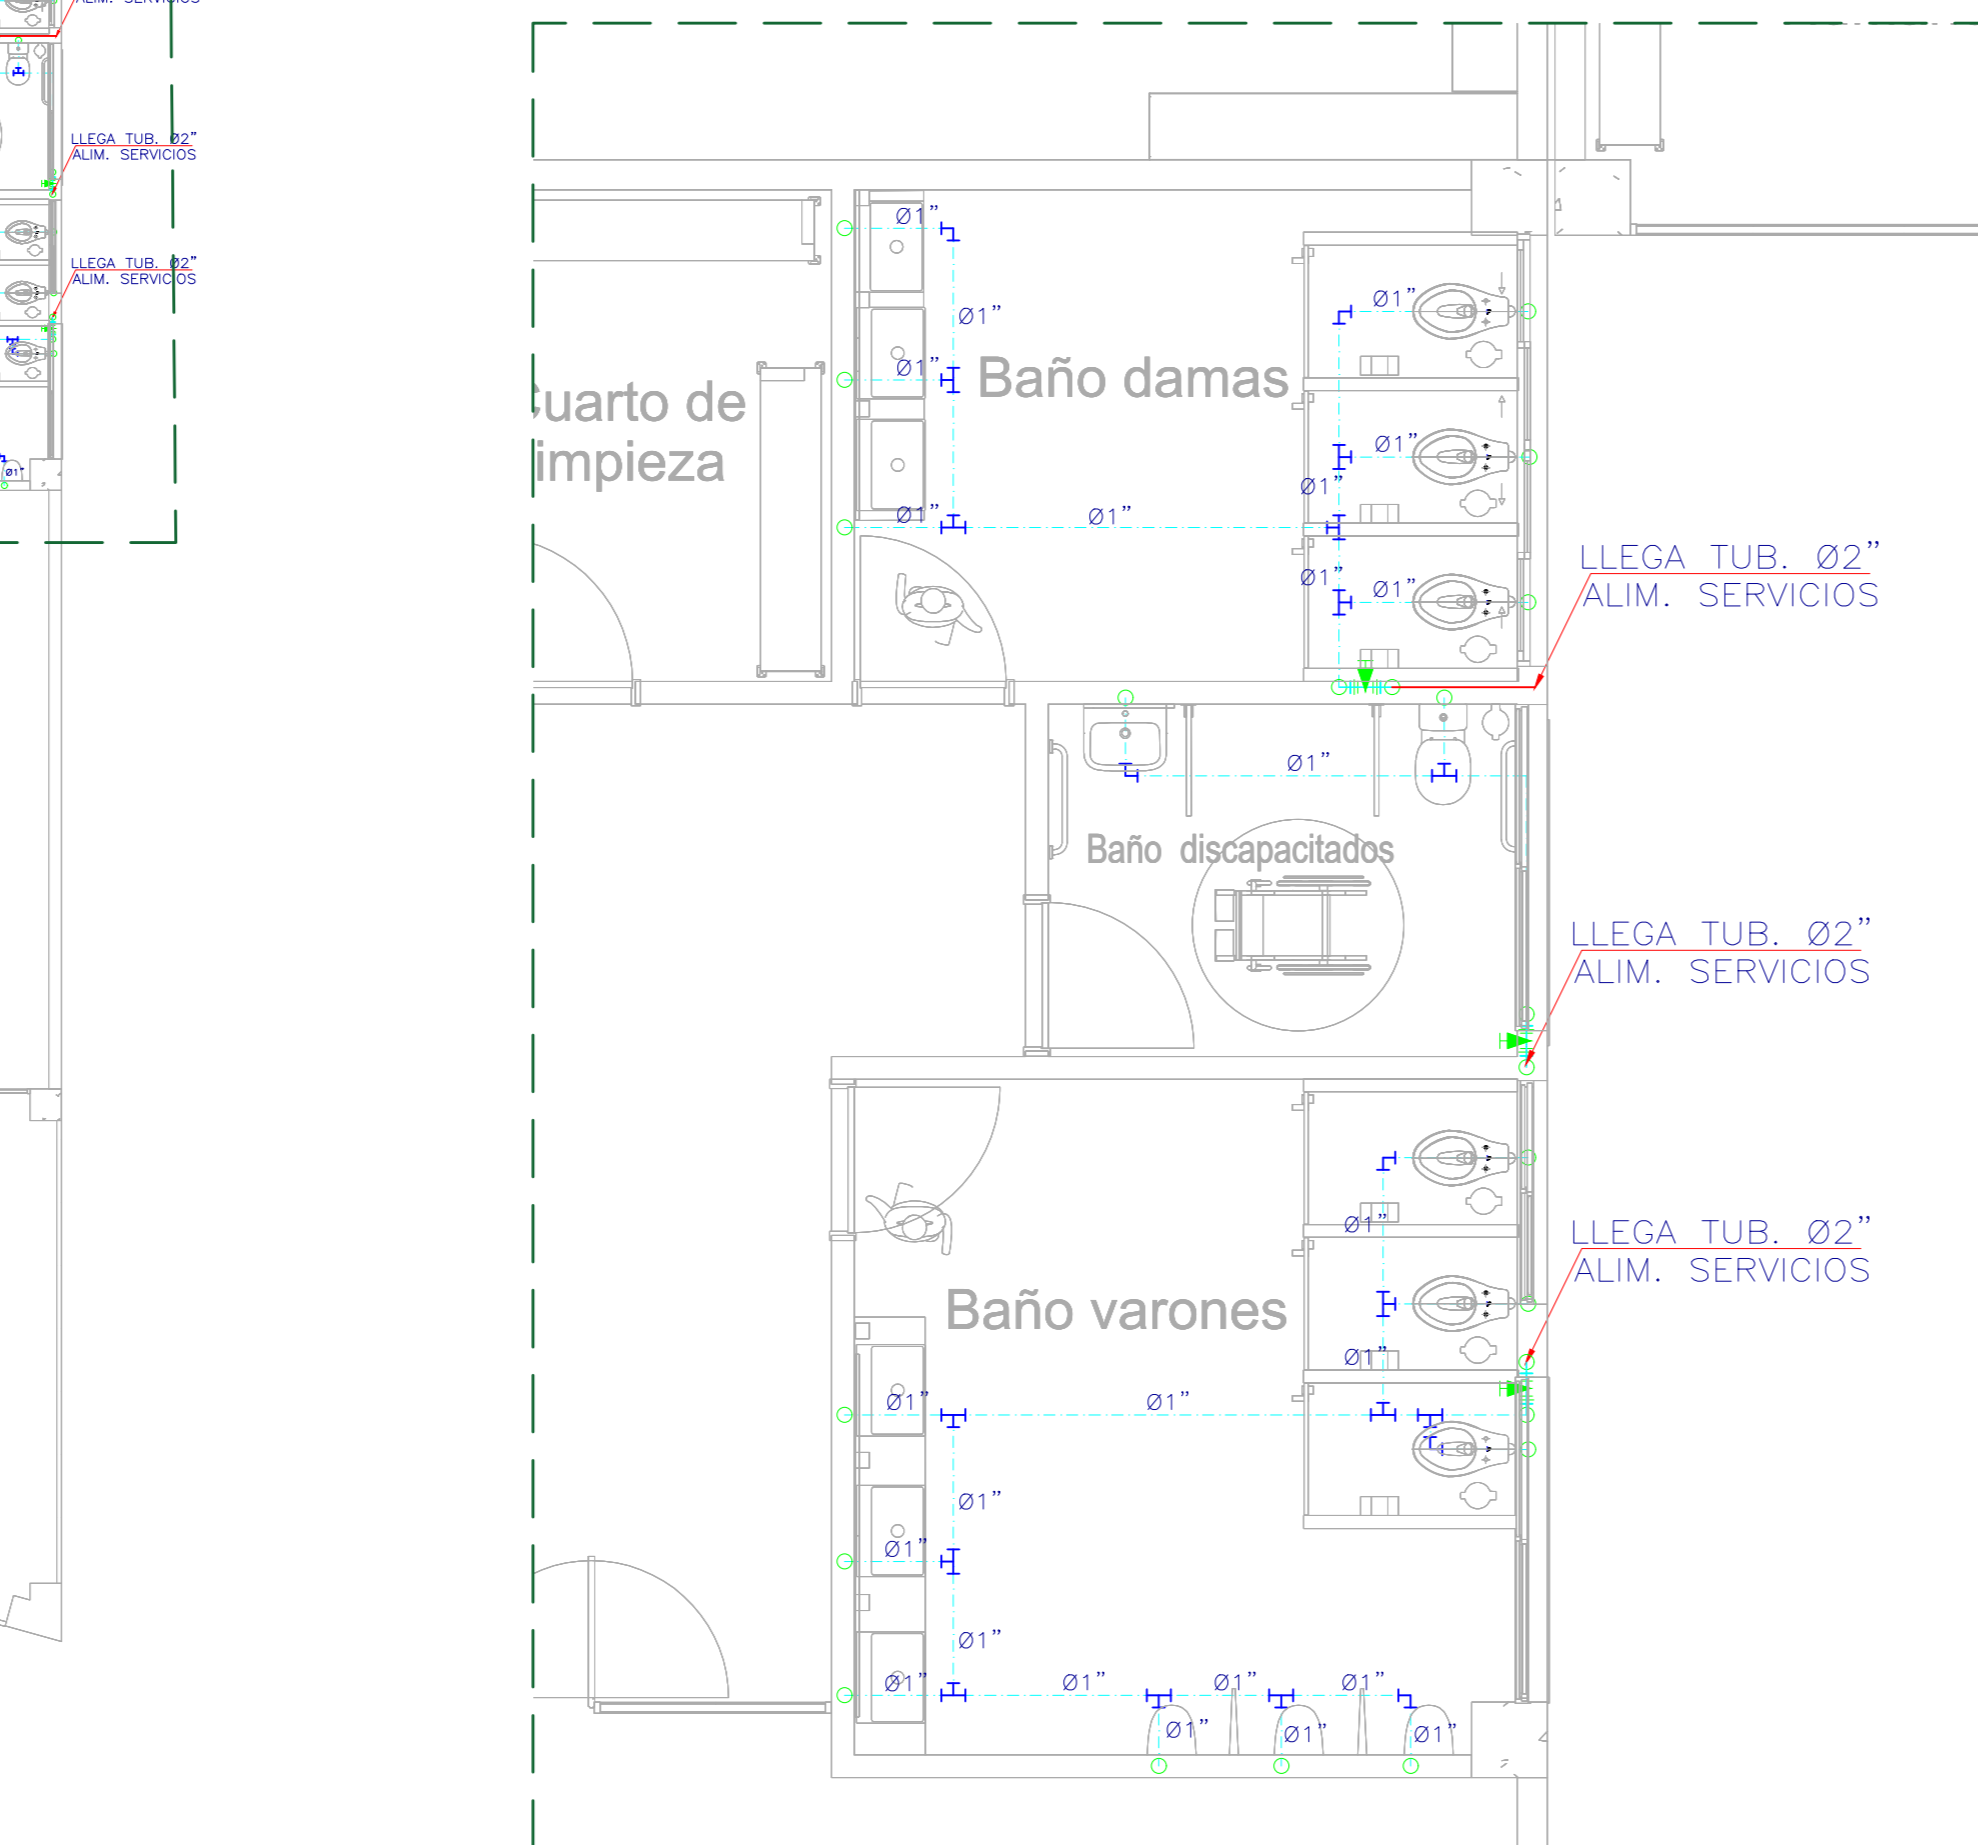 ALIM. SERVICIOS
LLEGA TUB. Ø2"
ALIM. SERVICIOS
LLEGA TUB. Ø2"
ALIM. SERVICIOS
Ø1"
Ø1"
Ø1"
Ø1"
Ø1"
Baño damas
uarto de
impieza
Ø1"
Ø1"
Ø1"
Ø1"
Ø1"
Ø1"
Ø1"
LLEGA TUB. Ø2"
ALIM. SERVICIOS
Ø1"
Baño discapacitados
LLEGA TUB. Ø2"
ALIM. SERVICIOS
Ø1"
LLEGA TUB. Ø2"
ALIM. SERVICIOS
Baño varones
Ø1"
Ø1"
Ø1"
Ø1"
Ø1"
Ø1"
Ø1"
Ø1"
Ø1"
Ø1"
Ø1"
Ø1"
Ø1"